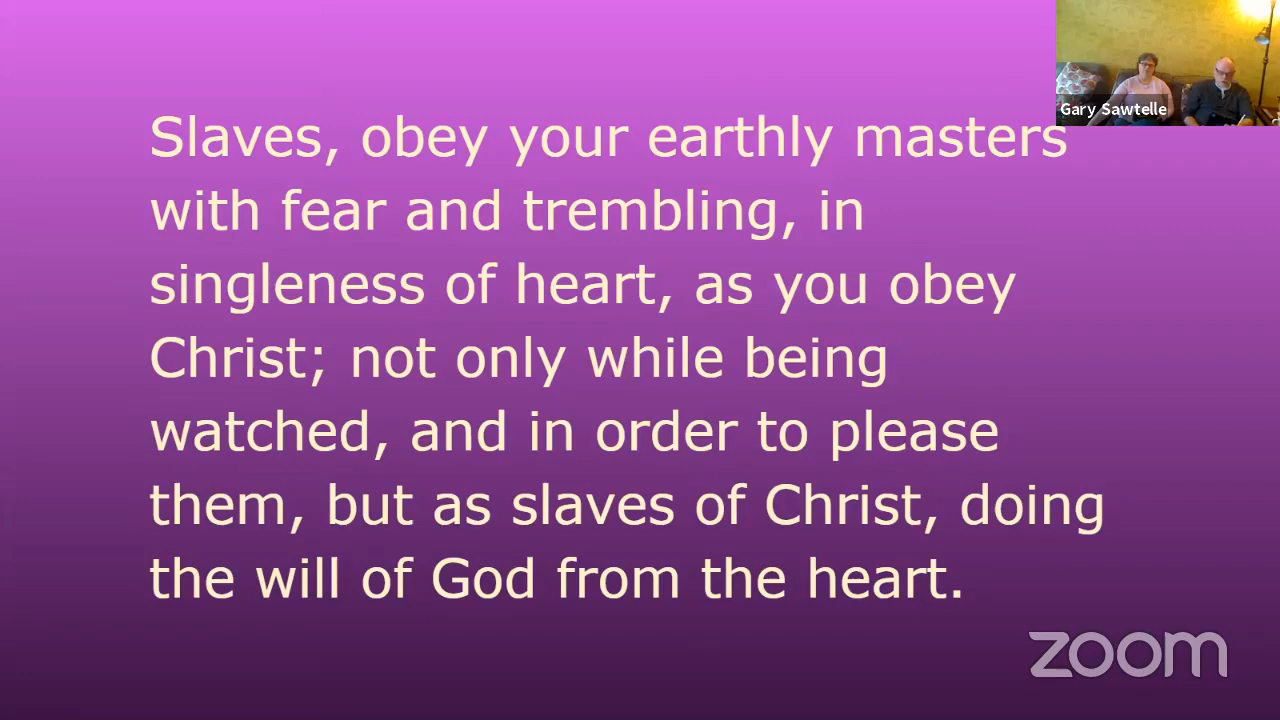 Gary Sawtelle
Slaves, obey your earthly masters
with fear and trembling, in
singleness of heart, as you obey
Christ; not only while being
watched, and in order to please
them, but as slaves of Christ, doing
the will of God from the heart.
zoom